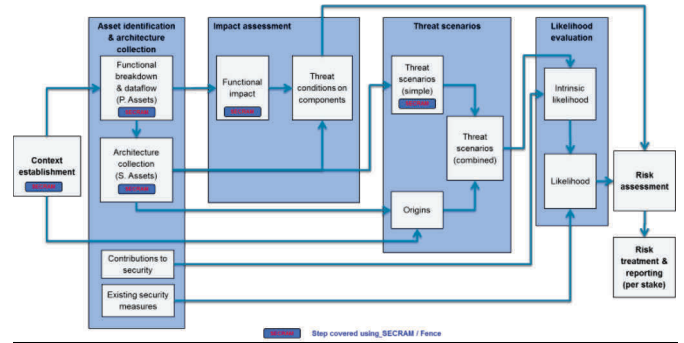 Asset identification
& architecture
collection
Impact assessment
Threat scenarios
Likelihood
evaluation
Functional
breakdown
& dataflow
(P. Assets)
Functional
impact
Threat
conditions on
components
Threat
scenarios
(simple)
Intrinsic
likelihood
Threat
scenarios
(combined)
Architecture
collection
(S. Assets)
Context
establishment
Likelihood
Risk
assessment
Origins
Contributions to
security
Risk
treatment &
reporting
(per stake)
Existing security
measures
Step covered using_SECRAM / Fence